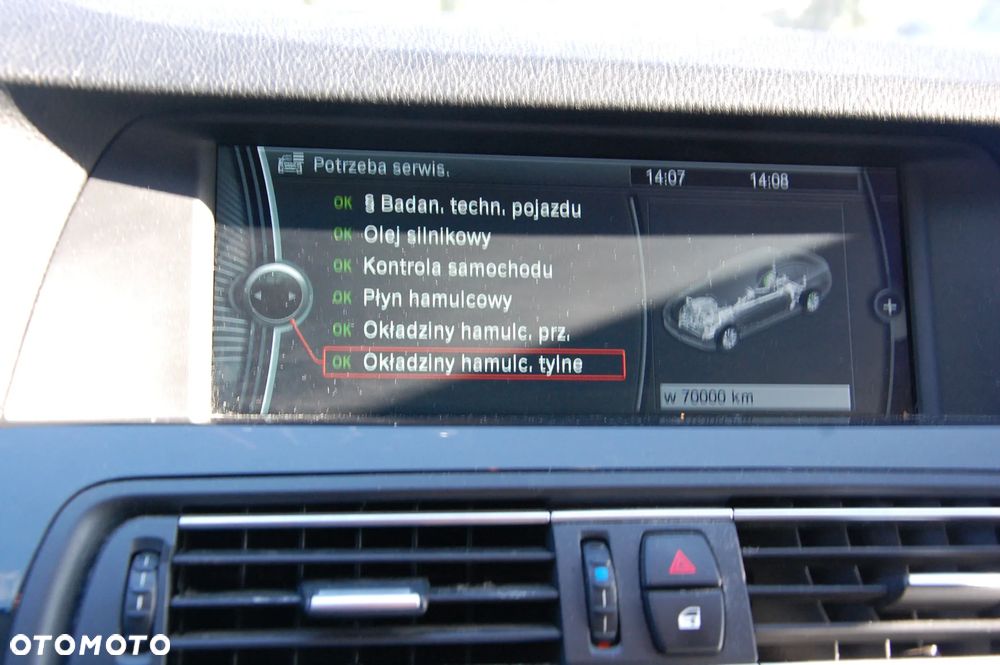 Potrzeba serwis.
14:07 14:08
OK § Badan. techn. pojazdu
OK Olej silnikowy
OK Kontrola samochodu
OK Płyn hamulcowy
OK Okładziny hamulc. prz.
OK Okładziny hamulc. tylne
w 70000 km
OTOMOTO